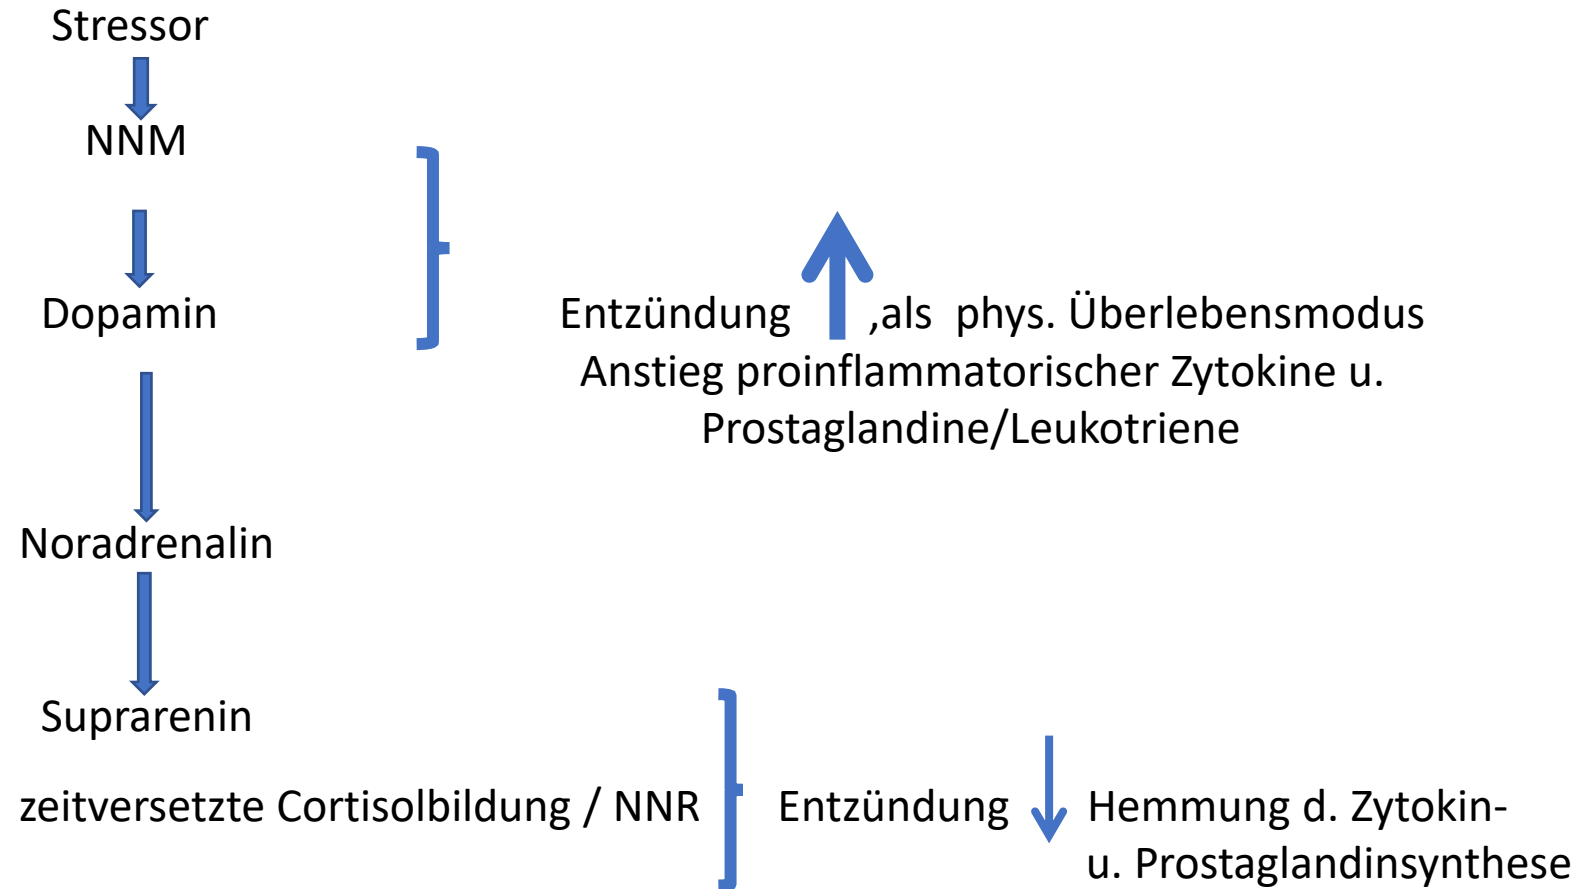 Stressor
NNM
Dopamin
Entzündung ,als phys. Überlebensmodus
Anstieg proinflammatorischer Zytokine u.
Prostaglandine/Leukotriene
Noradrenalin
Suprarenin
zeitversetzte Cortisolbildung / NNR
Entzündung
Hemmung d. Zytokin-
u. Prostaglandinsynthese